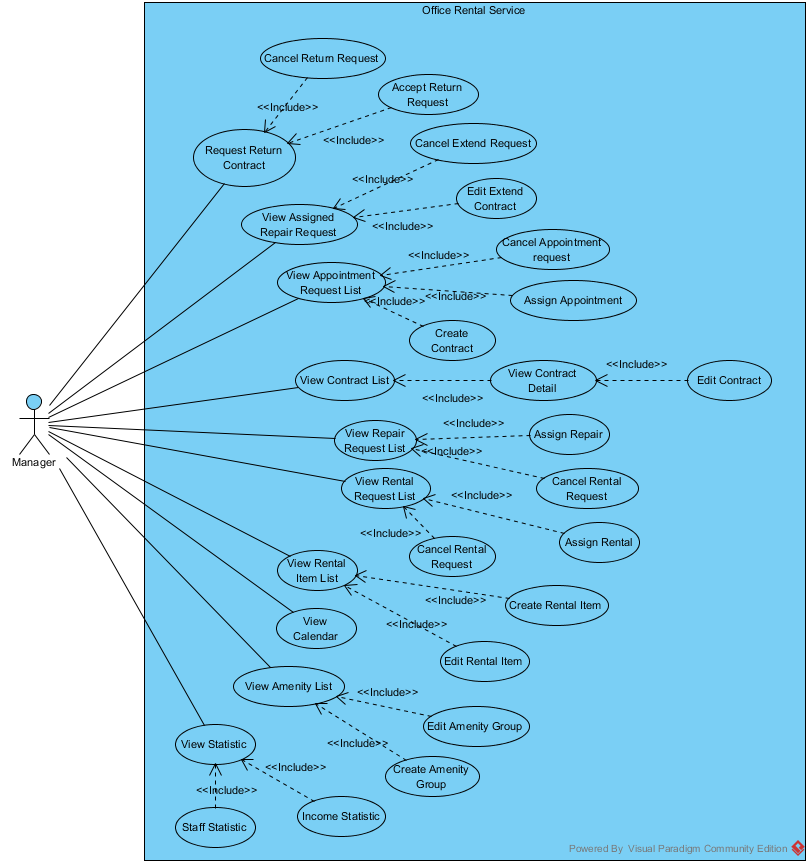 Office Rental Service
Cancel Return Request
<<Include>>
Accept Return
Request
<<Include>>
Request Return
Contract
Cancel Extend Request
<<Include>>
Edit Extend
Contract
<<Include>>
View Assigned
Repair Request
Cancel Appointment
request
<<Include>>
View Appointment
Request List
<<Include>>
Assign Appointment
<<Include>>
Create
Contract
View Contract List
<<Include>>
View Contract
Detail
<<Include>>
Edit Contract
Manager
View Repair
Request List
<<Include>>
Assign Repair
<<Include>>
Cancel Rental
Request
View Rental
Request List
<<Include>>
Assign Rental
<<Include>>
Cancel Rental
Request
View Rental
Item List
<<Include>>
Create Rental Item
<<Include>>
Edit Rental Item
View
Calendar
View Amenity List
<<Include>>
Edit Amenity Group
<<Include>>
Create Amenity
Group
View Statistic
<<Include>>
<<Include>>
Staff Statistic
Income Statistic
Powered By Visual Paradigm Community Edition